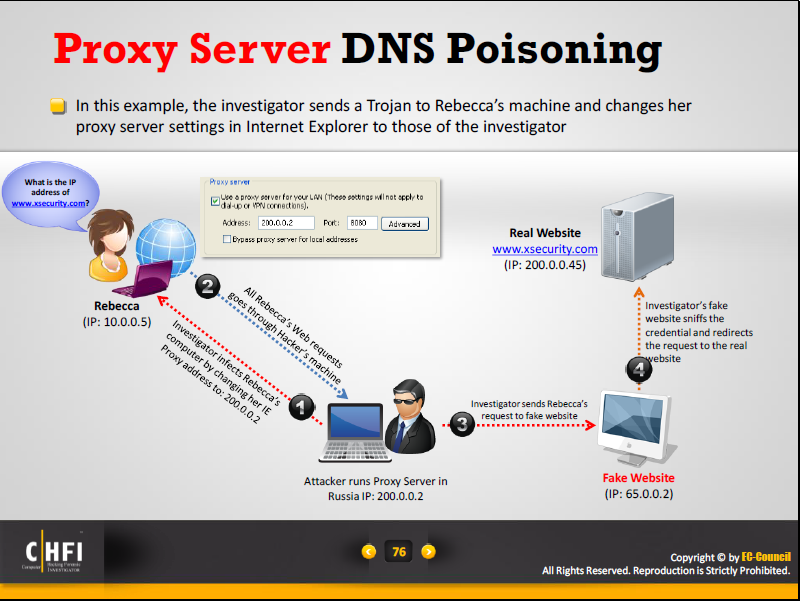 Proxy Server DNS Poisoning
In this example, the investigator sends a Trojan to Rebecca's machine and changes her
proxy server settings in Internet Explorer to those of the investigator
What is the IP
address of
www.xsecurity.com?
Proxy server
Use a proxy server for your LAN (These settings will not apply to
dial-up or VPN connections).
Address: 200.0.0.2 Port: 8080 Advanced
Bypass proxy server for local addresses
Real Website
www.xsecurity.com
(IP: 200.0.0.45)
Rebecca
(IP: 10.0.0.5)
2
All Rebecca's Web requests
goes through Hacker's machine
Investigator infects Rebecca's
computer by changing her IE
Proxy address to: 200.0.0.2
1
Investigator's fake
website sniffs the
credential and redirects
the request to the real
website
4
Investigator sends Rebecca's
request to fake website
3
Attacker runs Proxy Server in
Russia IP: 200.0.0.2
Fake Website
(IP: 65.0.0.2)
CHFI
Computer Hacking Forensic
INVESTIGATOR
76
Copyright © by EC-Council
All Rights Reserved. Reproduction is Strictly Prohibited.